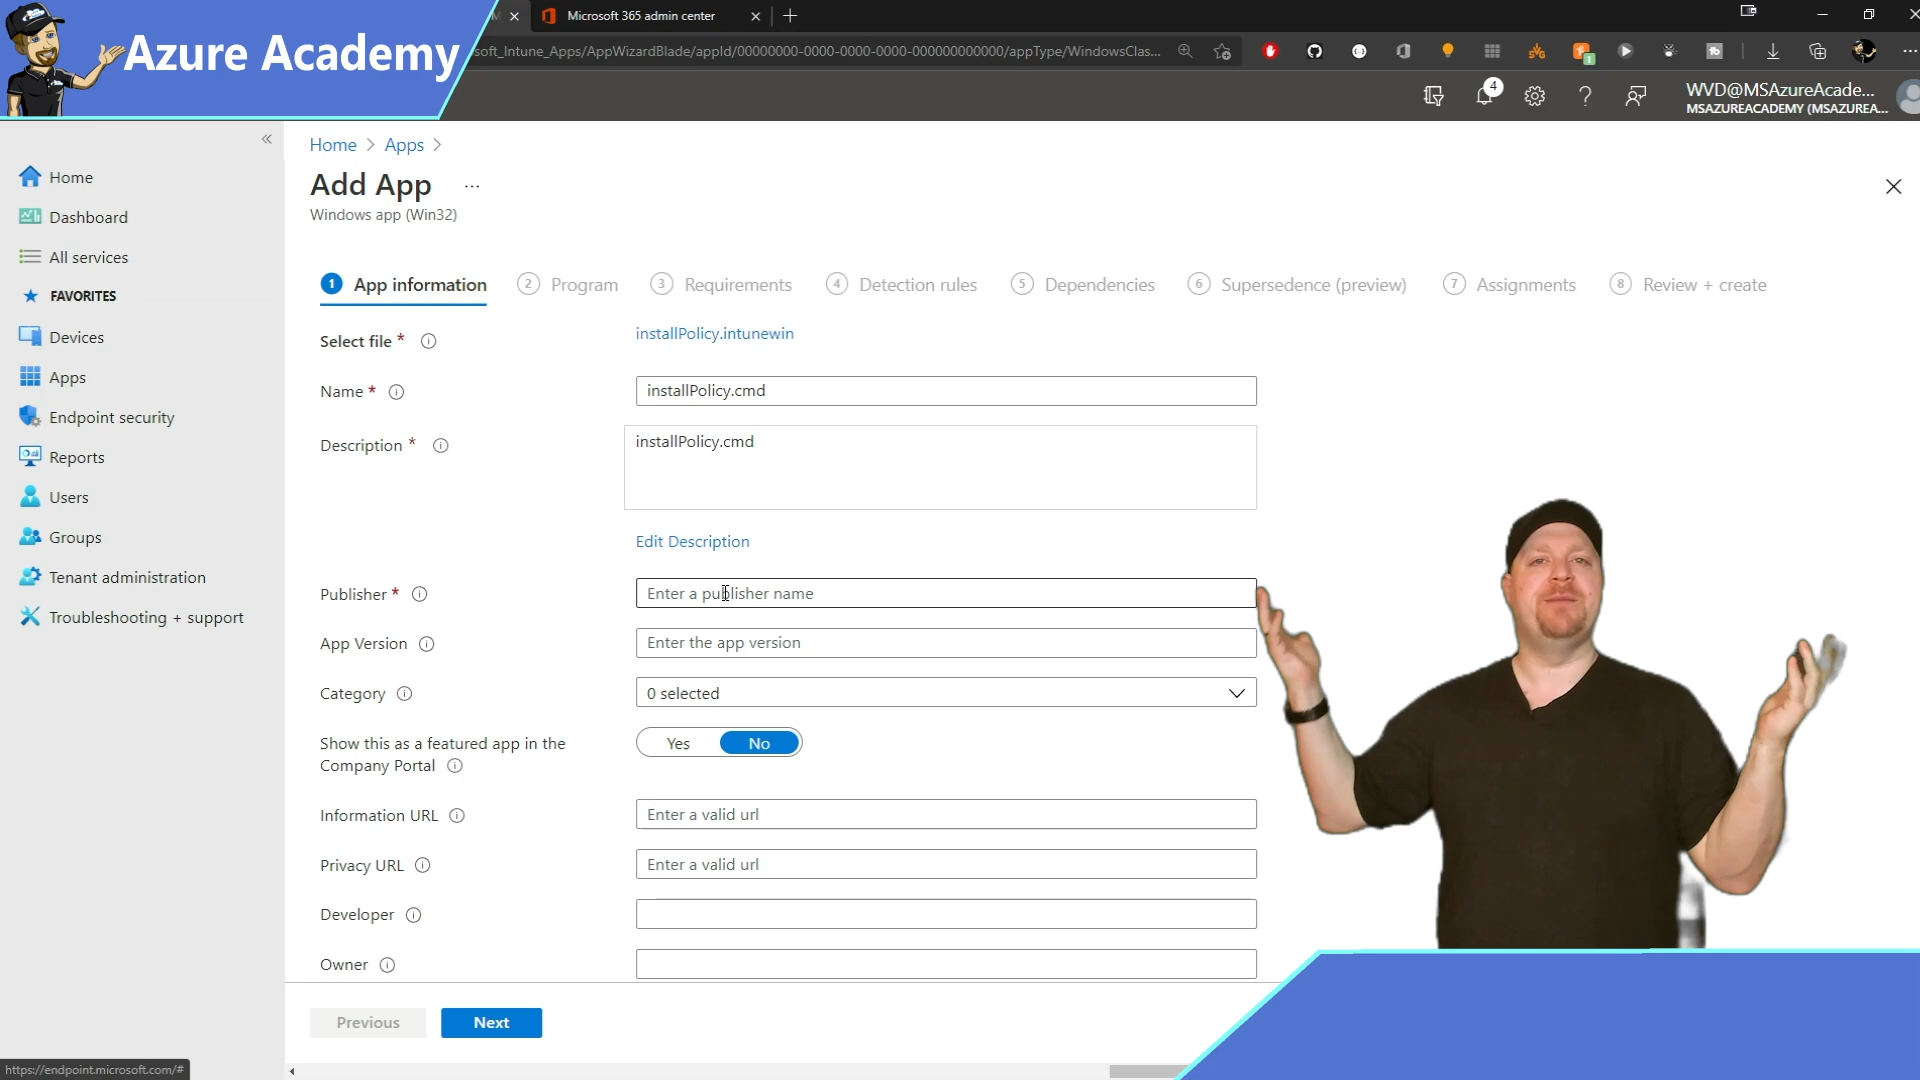 Azure Academy
Microsoft 365 admin center
soft_Intune_Apps/AppWizardBlade/appId/00000000-0000-0000-0000-000000000000/appType/WindowsClas...
1
4
WVD@MSAzureAcade...
MSAZUREACADEMY (MSAZUREA...
Home
Dashboard
All services
FAVORITES
Devices
Apps
Endpoint security
Reports
Users
Groups
Tenant administration
Troubleshooting + support
Home > Apps >
Add App ...
Windows app (Win32)
1 App information
2 Program
3 Requirements
4 Detection rules
5 Dependencies
6 Supersedence (preview)
7 Assignments
8 Review + create
Select file *
installPolicy.intunewin
Name *
installPolicy.cmd
Description *
installPolicy.cmd
Edit Description
Publisher *
Enter a publisher name
App Version
Enter the app version
Category
0 selected
Show this as a featured app in the
Company Portal
Yes No
Information URL
Enter a valid url
Privacy URL
Enter a valid url
Developer
Owner
Previous
Next
https://endpoint.microsoft.com/#